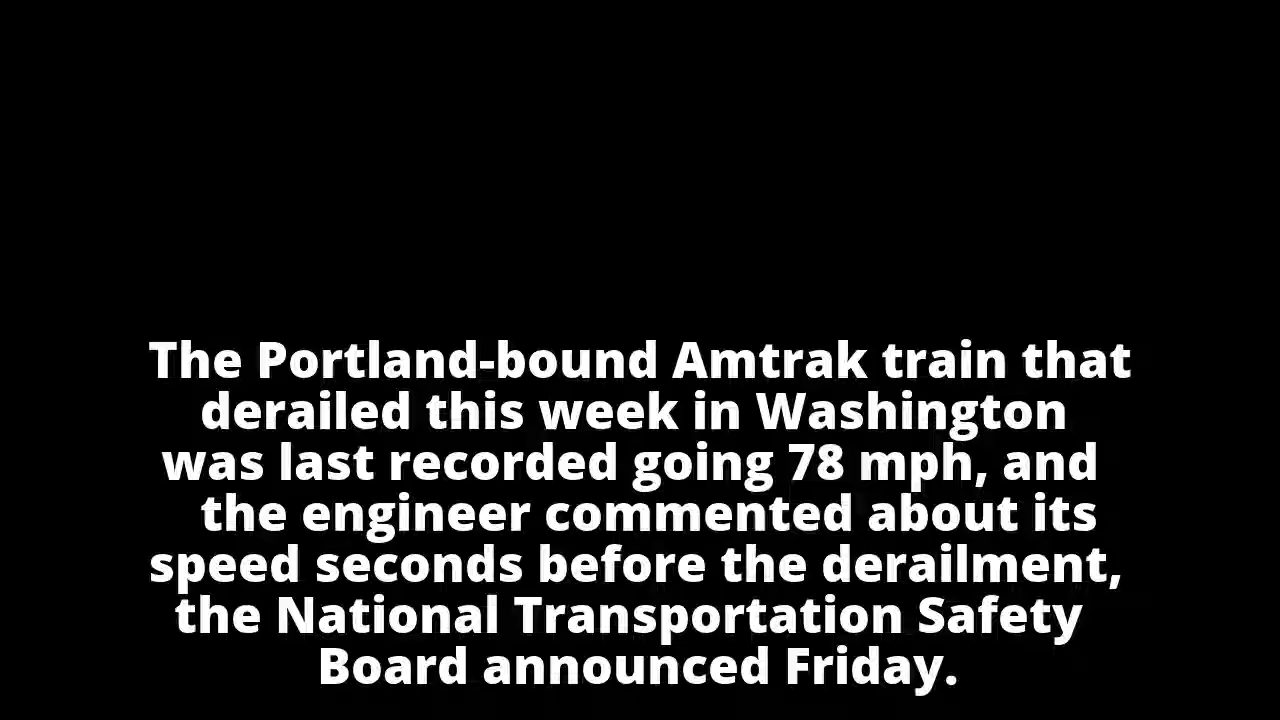 The Portland-bound Amtrak train that
derailed this week in Washington
was last recorded going 78 mph, and
the engineer commented about its
speed seconds before the derailment,
the National Transportation Safety
Board announced Friday.